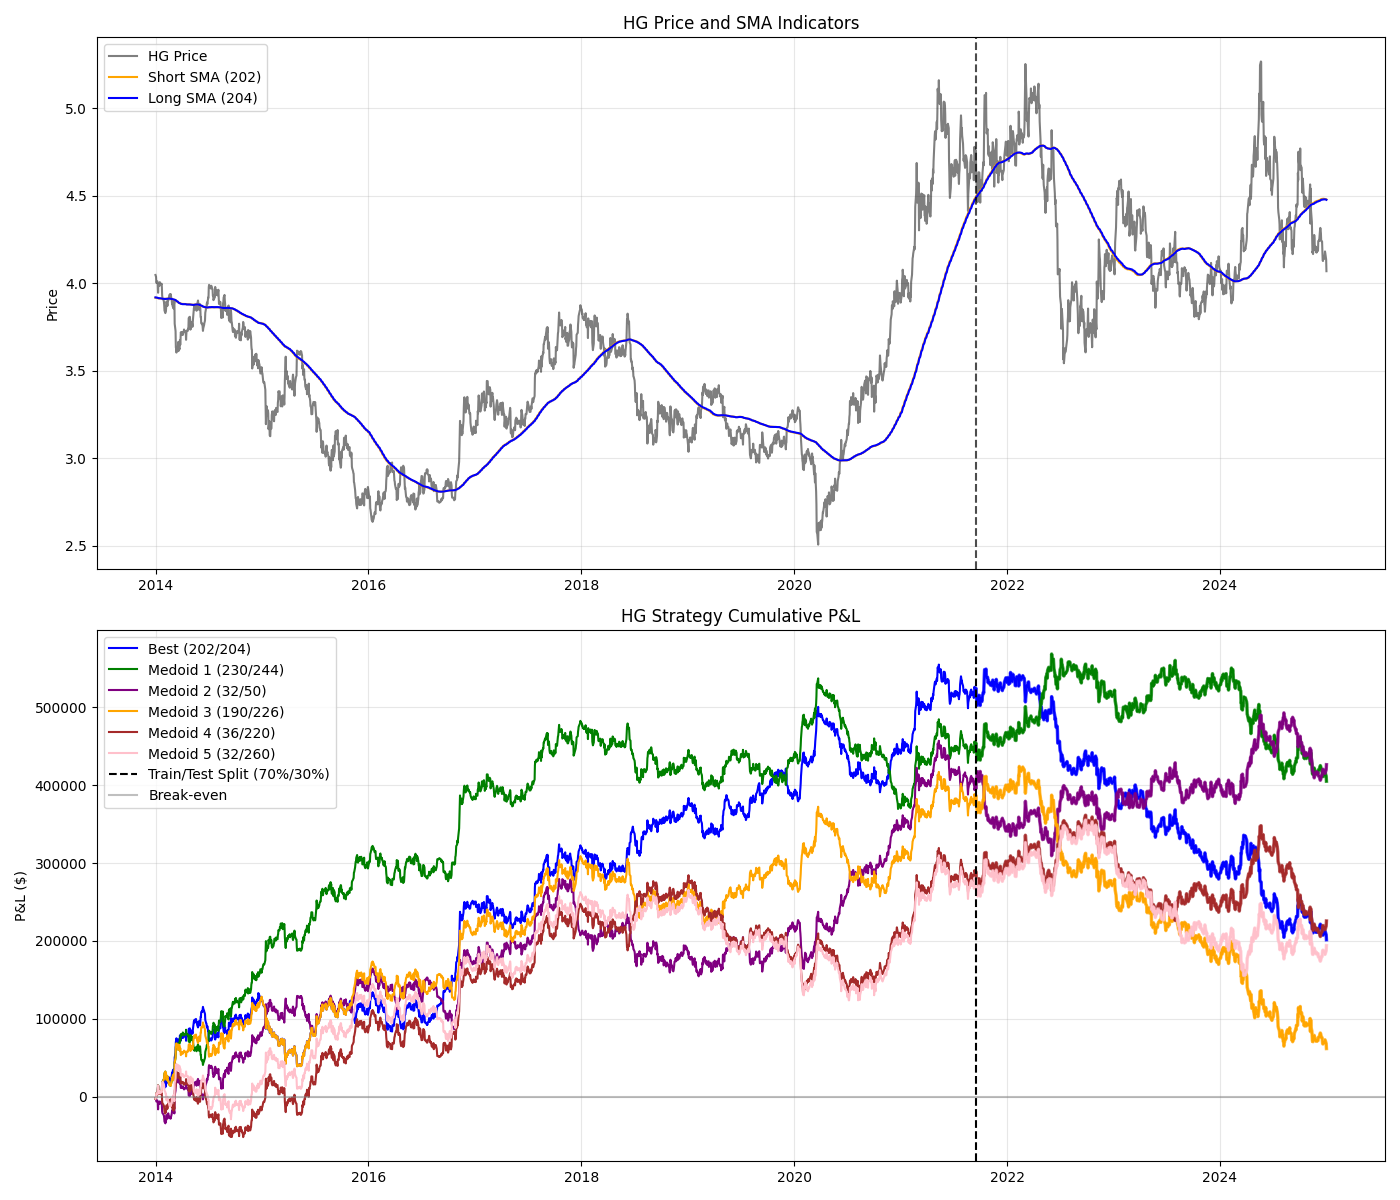 HG Price and SMA Indicators
HG Price
Short SMA (202)
Long SMA (204)
Price
5.0
4.5
4.0
3.5
3.0
2.5
2014 2016 2018 2020 2022 2024
HG Strategy Cumulative P&L
Best (202/204)
Medoid 1 (230/244)
Medoid 2 (32/50)
Medoid 3 (190/226)
Medoid 4 (36/220)
Medoid 5 (32/260)
Train/Test Split (70%/30%)
Break-even
P&L ($)
500000
400000
300000
200000
100000
0
2014 2016 2018 2020 2022 2024